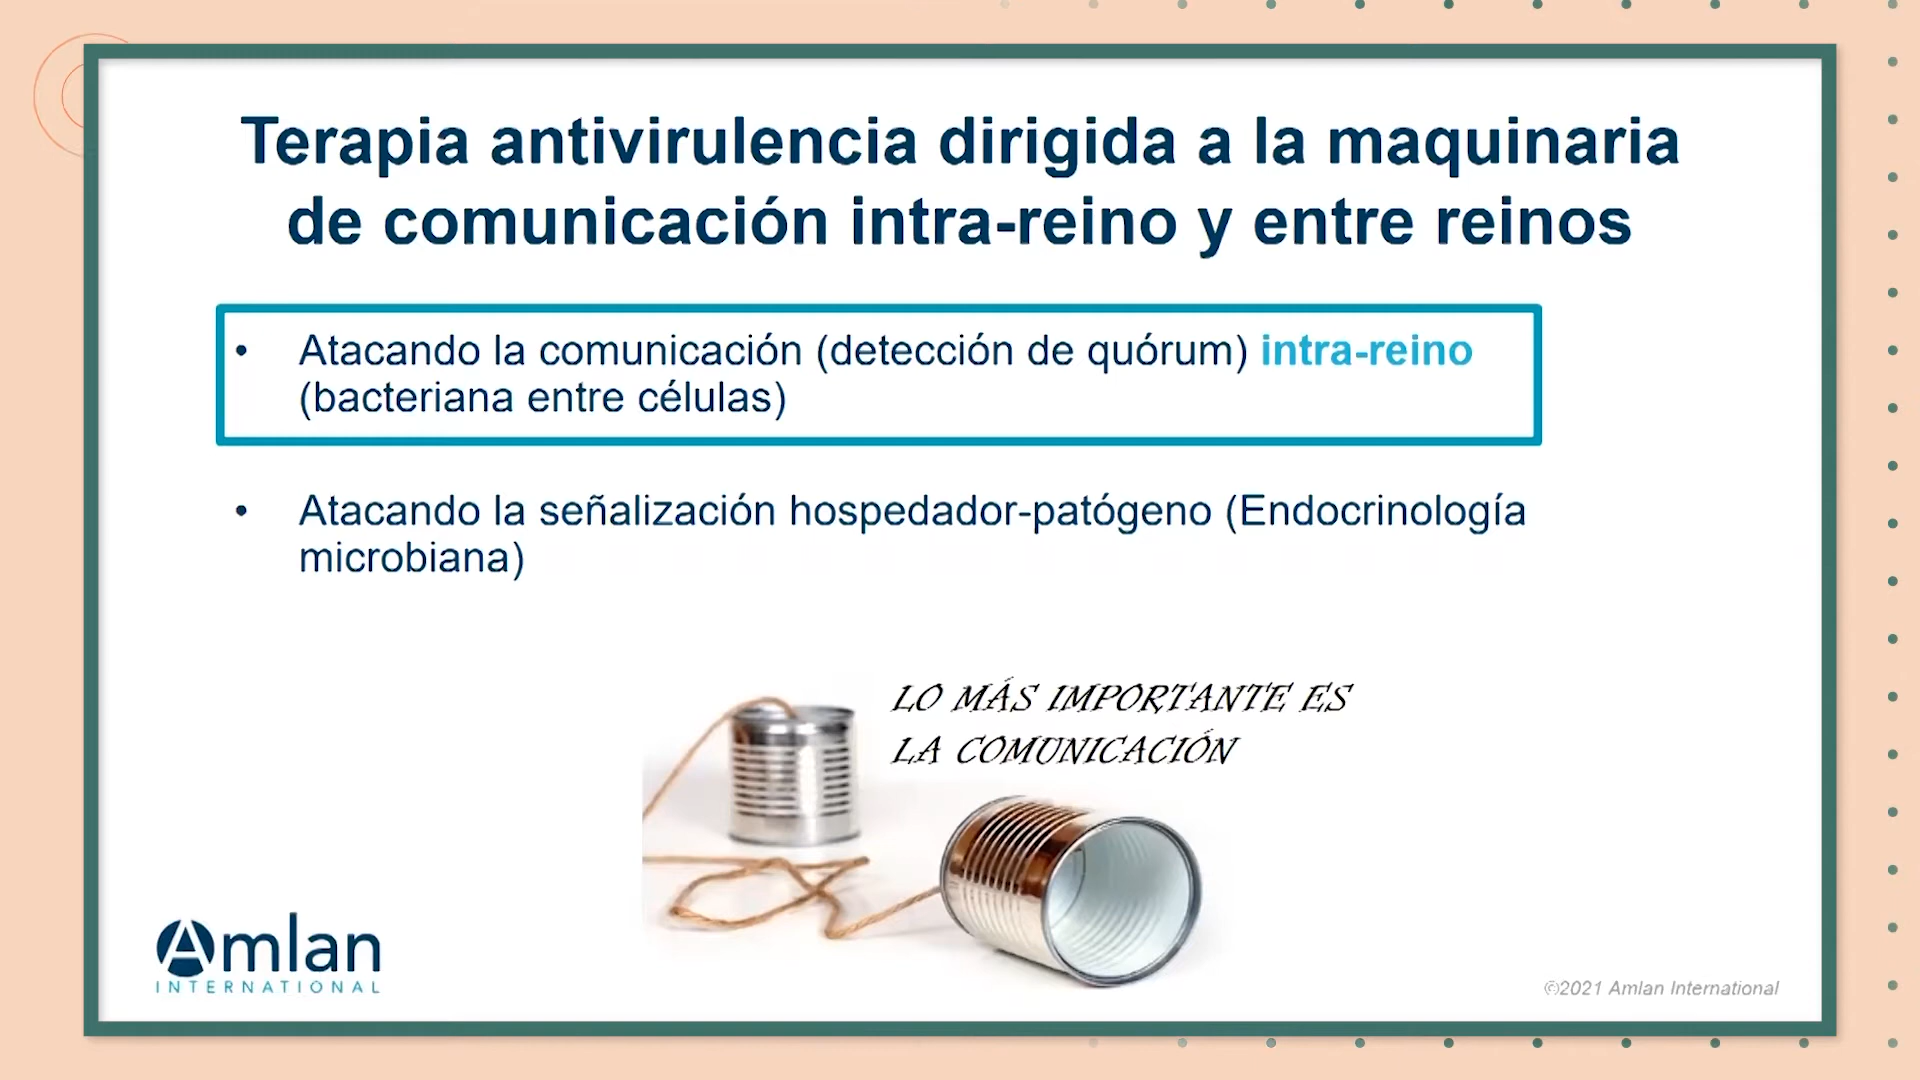 Terapia antivirulencia dirigida a la maquinaria
de comunicación intra-reino y entre reinos
• Atacando la comunicación (detección de quórum) intra-reino
(bacteriana entre células)
• Atacando la señalización hospedador-patógeno (Endocrinología
microbiana)
LO MÁS IMPORTANTE ES
LA COMUNICACIÓN
Amlan
INTERNATIONAL
©2021 Amlan International